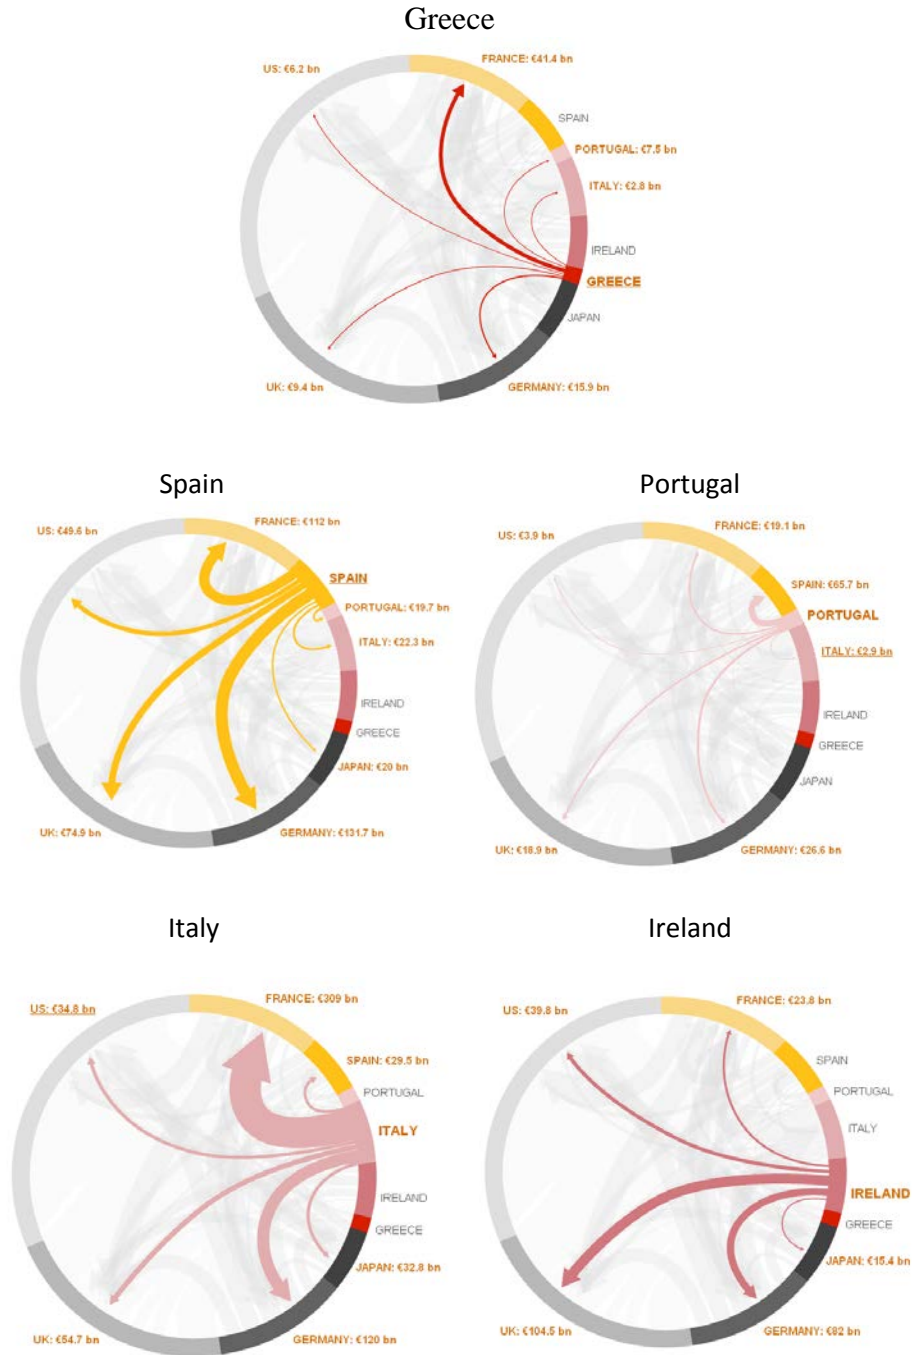 Greece
FRANCE: €41.4 bn
US: €6.2 bn
SPAIN
PORTUGAL: €7.5 bn
ITALY: €2.8 bn
IRELAND
GREECE
JAPAN
UK: €9.4 bn
GERMANY: €15.9 bn
Spain
FRANCE: €112 bn
US: €49.6 bn
SPAIN
PORTUGAL: €19.7 bn
ITALY: €22.3 bn
IRELAND
GREECE
JAPAN: €20 bn
UK: €74.9 bn
GERMANY: €131.7 bn
Portugal
FRANCE: €19.1 bn
US: €3.9 bn
SPAIN: €65.7 bn
PORTUGAL
ITALY: €2.9 bn
IRELAND
GREECE
JAPAN
UK: €18.9 bn
GERMANY: €26.6 bn
Italy
FRANCE: €309 bn
US: €34.8 bn
SPAIN: €29.5 bn
PORTUGAL
ITALY
IRELAND
GREECE
JAPAN: €32.8 bn
UK: €54.7 bn
GERMANY: €120 bn
Ireland
FRANCE: €23.8 bn
US: €39.8 bn
SPAIN
PORTUGAL
ITALY
IRELAND
GREECE
JAPAN: €15.4 bn
UK: €104.5 bn
GERMANY: €82 bn